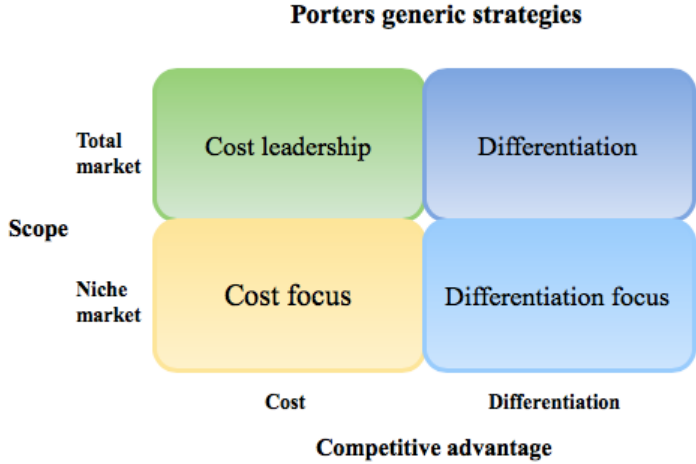 Porters generic strategies
Total
market
Cost leadership
Differentiation
Scope
Niche
market
Cost focus
Differentiation focus
Cost
Differentiation
Competitive advantage